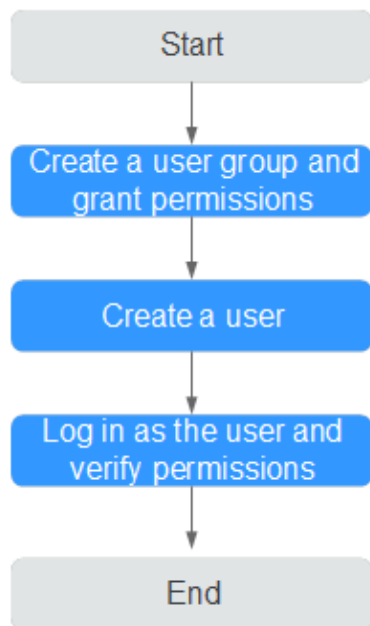 Start
Create a user group and
grant permissions
Create a user
Log in as the user and
verify permissions
End